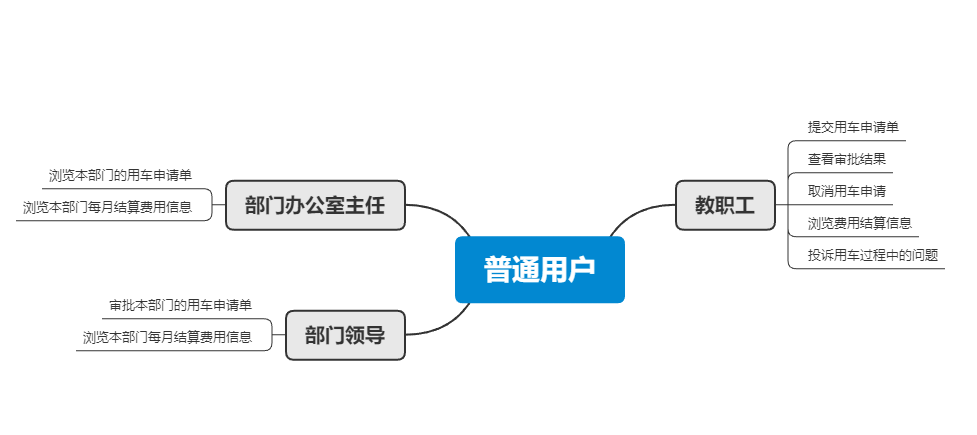 普通用户
教职工
提交用车申请单
查看审批结果
取消用车申请
浏览费用结算信息
投诉用车过程中的问题
部门办公室主任
浏览本部门的用车申请单
浏览本部门每月结算费用信息
部门领导
审批本部门的用车申请单
浏览本部门每月结算费用信息